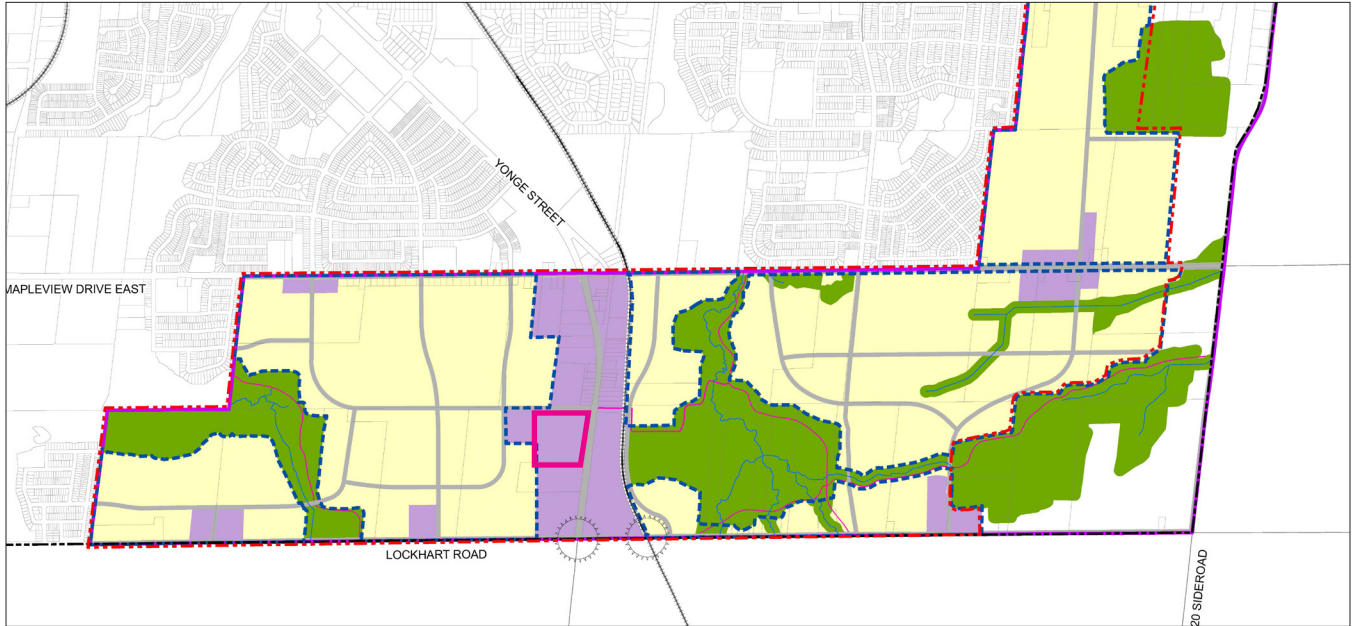 YONGE STREET
MAPLEVIEW DRIVE EAST
LOCKHART ROAD
20 SIDEROAD